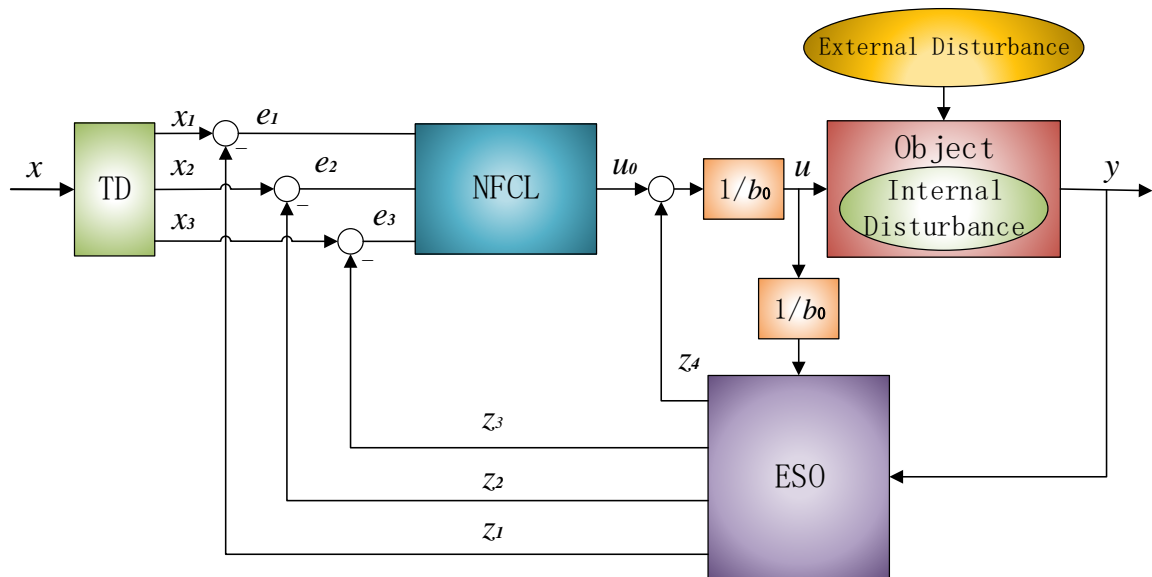 External Disturbance
x
TD
x1
x2
x3
e1
e2
e3
−
−
−
NFCL
u0
1/b0
u
Object
Internal
Disturbance
y
1/b0
z4
z3
z2
z1
ESO